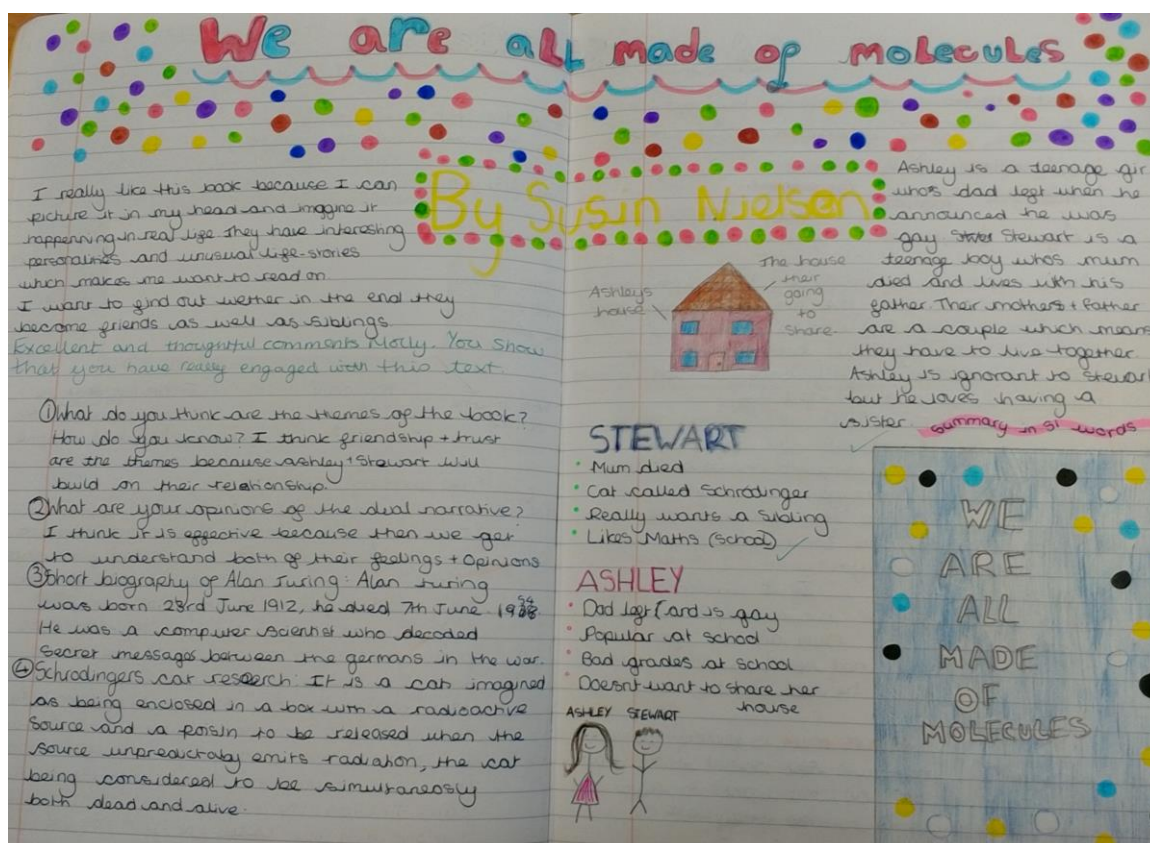 We are all made of molecules
By Susin Nielsen
I really like this book because I can
picture it in my head and imagine it
happenning in real life They have interesting
personalities and unusual life-stories
which makes me want to read on.
I want to find out wether in the end they
become friends as well as siblings.
Excellent and thoughtful comments Molly. You show
that you have really engaged with this text.
①What do you think are the themes of the book?
How do you know? I think friendship + trust
are the themes because ashley + Stewart will
build on their relationship.
②What are your opinions of the dual narrative?
I think it is effective because then we get
to understand both of their feelings + opinions
③Short biography of Alan Turing: Alan turing
was born 23rd June 1912, he died 7th June 1954
He was a computer scientist who decoded
Secret messages between the germans in the war.
④Schrodingers cat research: It is a cat imagined
as being enclosed in a box with a radioactive
source and a poisin to be released when the
source unpredictably emits radiation, the cat
being considered to be simultaneosly
both dead and alive.
Ashleys
house
The house
their
going
to
share
Ashley is a teenage girl
who's dad left when he
announced he was
gay Stewart is a
teenage boy who's mum
died and lives with his
father. Their mothers + father
are a couple which means
they have to live together.
Ashley is ignorant to Stewart
but he loves having a
sister. summary in 51 words
STEWART
Mum died
Cat called Schrodinger
Really wants a sibling
Likes Maths (school)
ASHLEY
Dad left (and is gay
Popular at school
Bad grades at school
Doesn't want to share her
house
ASHLEY STEWART
WE
ARE
ALL
MADE
OF
MOLECULES